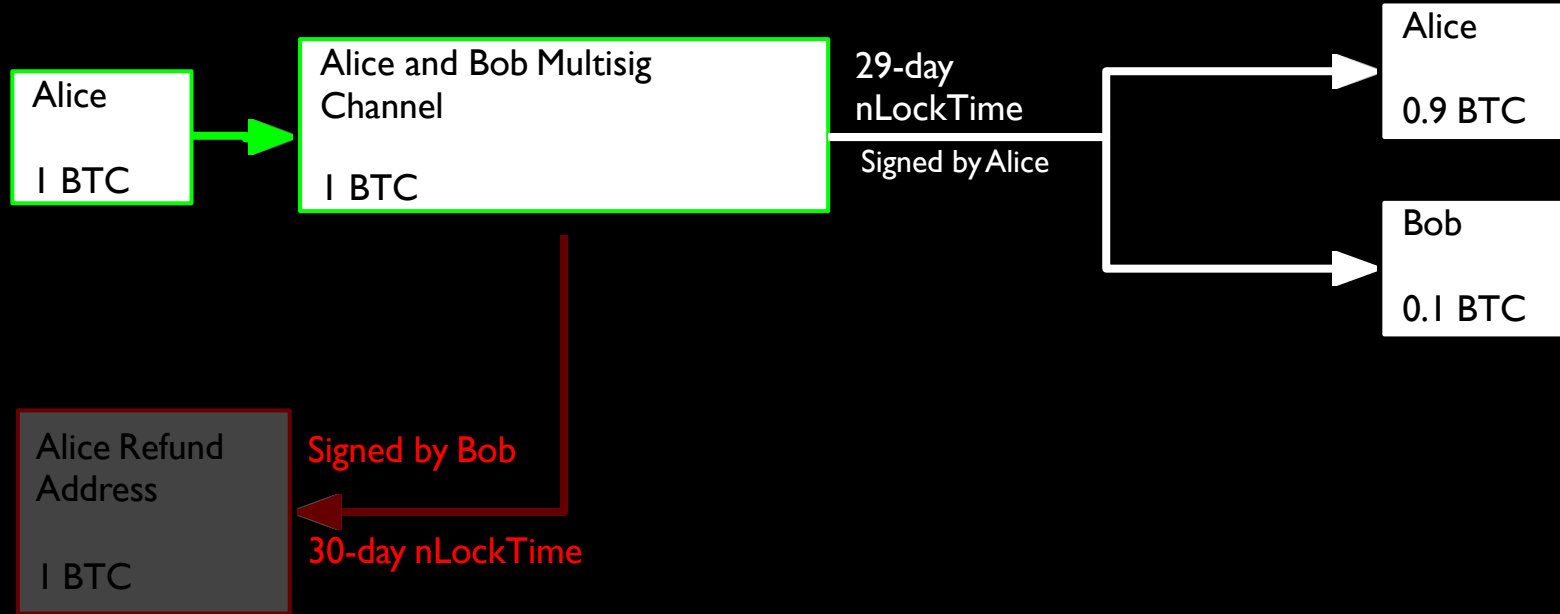 Alice
1 BTC
Alice and Bob Multisig
Channel
1 BTC
29-day
nLockTime
Signed by Alice
Alice
0.9 BTC
Bob
0.1 BTC
Alice Refund
Address
1 BTC
Signed by Bob
30-day nLockTime